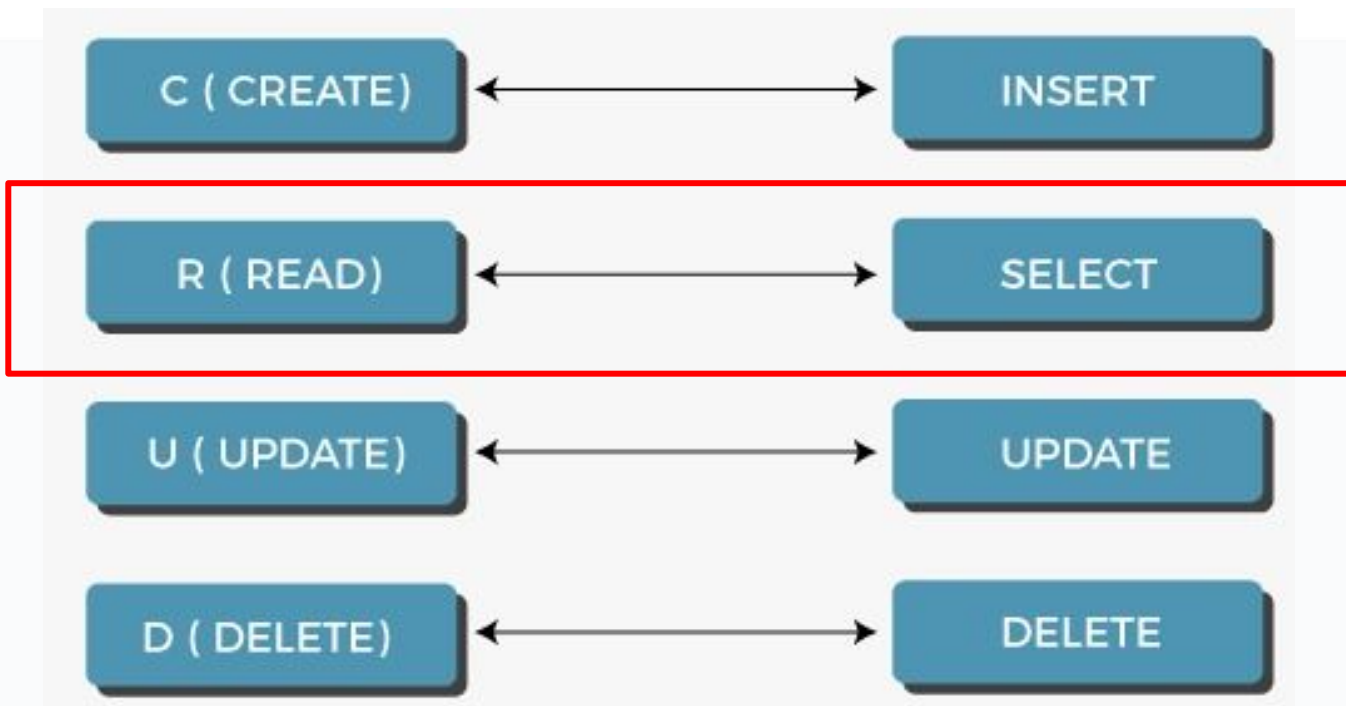 C ( CREATE)
INSERT
R ( READ)
SELECT
U ( UPDATE)
UPDATE
D ( DELETE)
DELETE